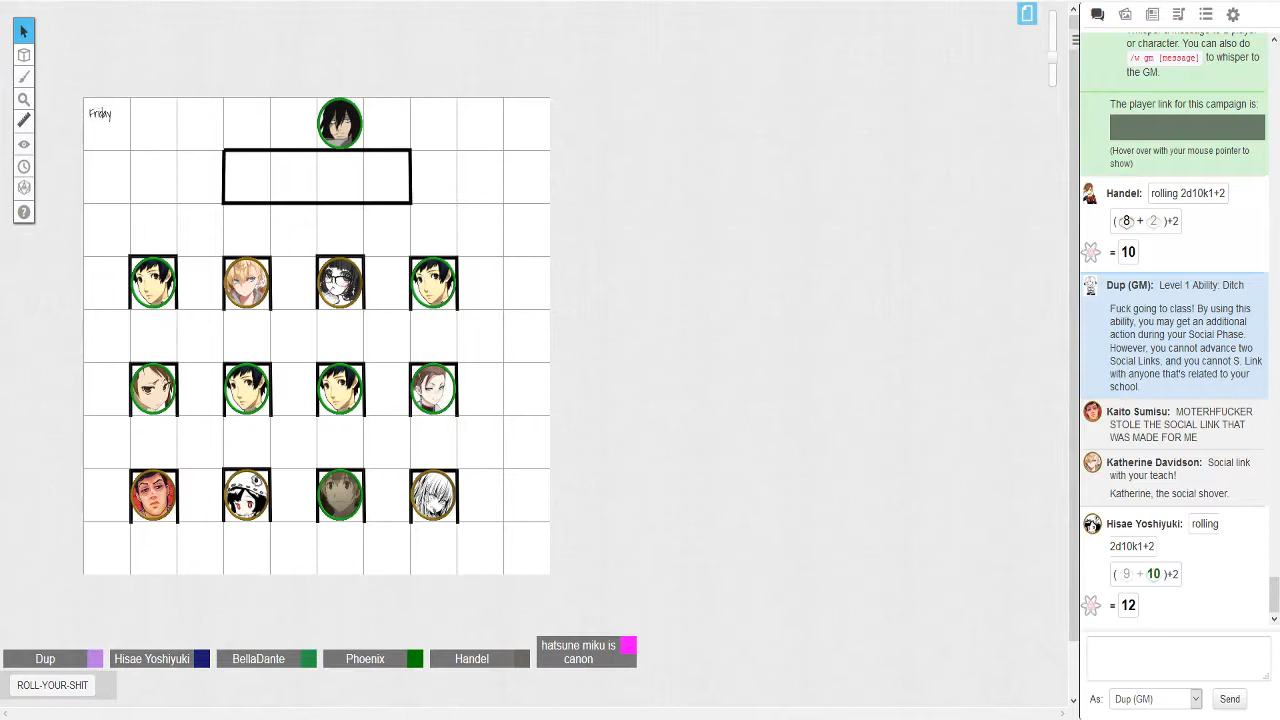 Friday
Whisper a message to a player
or character. You can also do
/w gm [message] to whisper to
the GM.
The player link for this campaign is:
(Hover over with your mouse pointer to
show)
Handel: rolling 2d10k1+2
(8 + 2)+2
= 10
Dup (GM): Level 1 Ability: Ditch
Fuck going to class! By using this
ability, you may get an additional
action during your Social Phase.
However, you cannot advance two
Social Links, and you cannot S. Link
with anyone that's related to your
school.
Kaito Sumisu: MOTERHFUCKER
STOLE THE SOCIAL LINK THAT
WAS MADE FOR ME
Katherine Davidson: Social link
with your teach!
Katherine, the social shover.
Hisae Yoshiyuki: rolling
2d10k1+2
(9 + 10)+2
= 12
Dup
Hisae Yoshiyuki
BellaDante
Phoenix
Handel
hatsune miku is
canon
ROLL-YOUR-SHIT
As: Dup (GM) Send